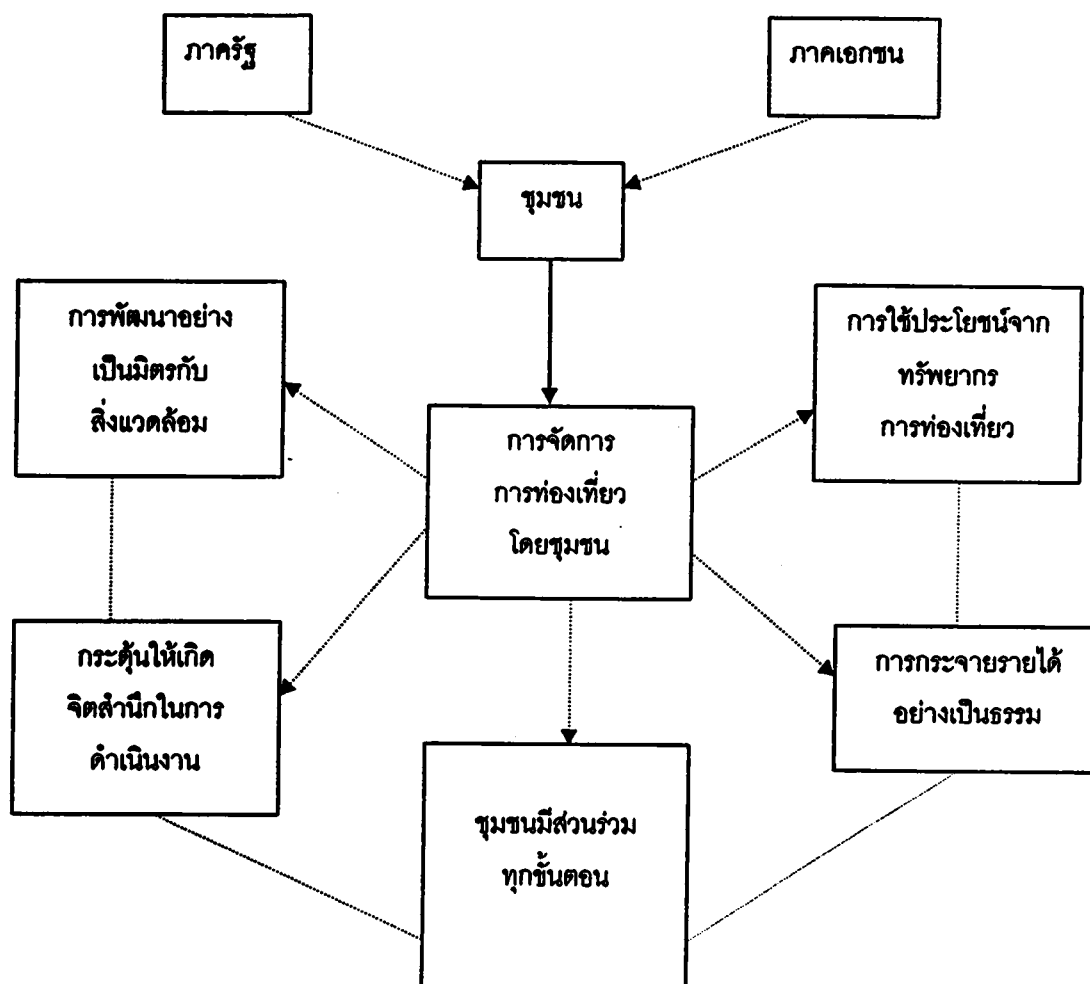 ภาครัฐ
ภาคเอกชน
ชุมชน
การพัฒนาอย่าง
เป็นมิตรกับ
สิ่งแวดล้อม
การใช้ประโยชน์จาก
ทรัพยากร
การท่องเที่ยว
การจัดการ
การท่องเที่ยว
โดยชุมชน
กระตุ้นให้เกิด
จิตสำนึกในการ
ดำเนินงาน
การกระจายรายได้
อย่างเป็นธรรม
ชุมชนมีส่วนร่วม
ทุกขั้นตอน